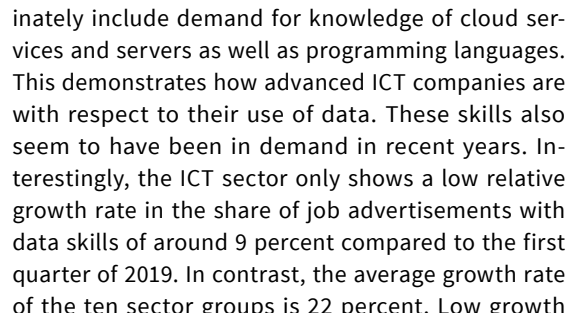 inately include demand for knowledge of cloud ser-
vices and servers as well as programming languages.
This demonstrates how advanced ICT companies are
with respect to their use of data. These skills also
seem to have been in demand in recent years. In-
terestingly, the ICT sector only shows a low relative
growth rate in the share of job advertisements with
data skills of around 9 percent compared to the first
quarter of 2019. In contrast, the average growth rate
of the ten sector groups is 22 percent. Low growth